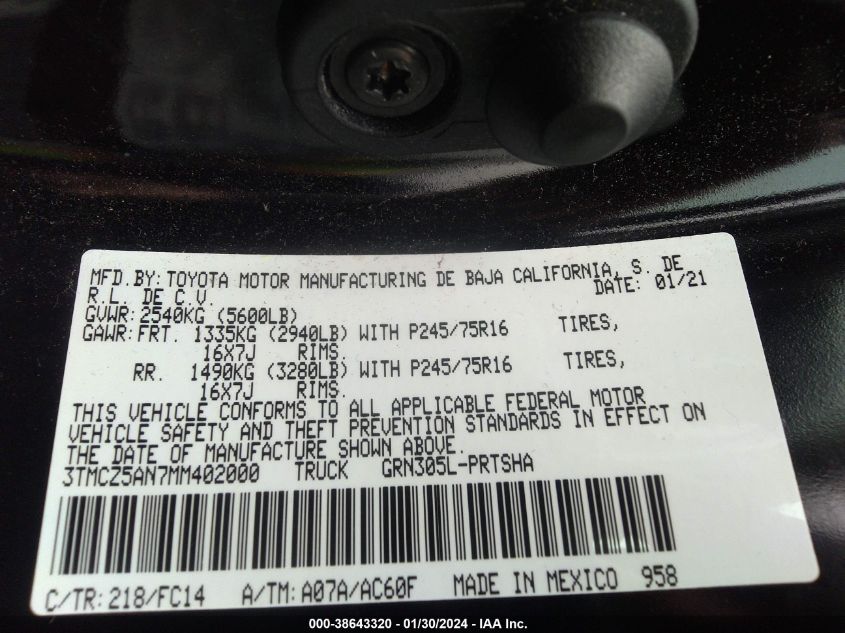 MFD. BY: TOYOTA MOTOR MANUFACTURING DE BAJA CALIFORNIA, S. DE
R.L. DE C.V. DATE: 01/21
GVWR: 2540KG (5600LB)
GAWR: FRT. 1335KG (2940LB) WITH P245/75R16 TIRES,
16X7J RIMS.
RR. 1490KG (3280LB) WITH P245/75R16 TIRES,
16X7J RIMS.
THIS VEHICLE CONFORMS TO ALL APPLICABLE FEDERAL MOTOR
VEHICLE SAFETY AND THEFT PREVENTION STANDARDS IN EFFECT ON
THE DATE OF MANUFACTURE SHOWN ABOVE.
3TMCZ5AN7MM402000 TRUCK GRN305L-PRTSHA
C/TR: 218/FC14 A/TM: A07A/AC60F MADE IN MEXICO 958
000-38643320 - 01/30/2024 - IAA Inc.